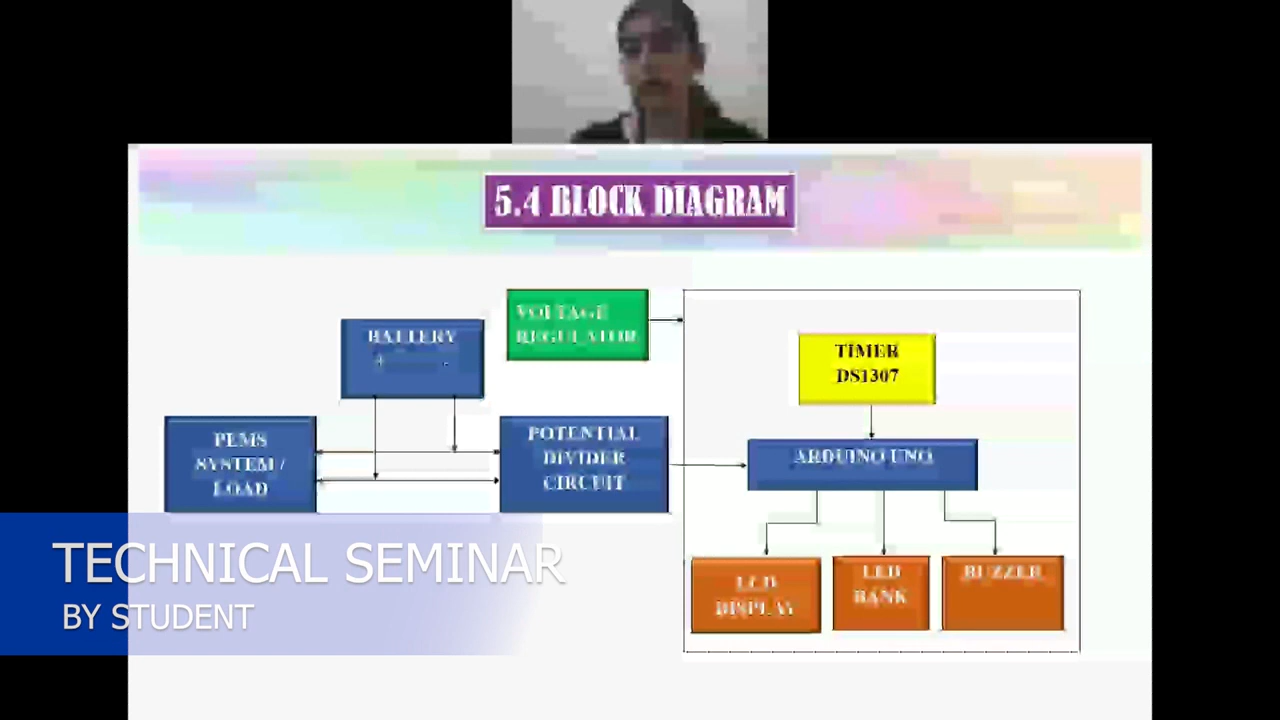 5.4 BLOCK DIAGRAM
VOLTAGE
REGULATOR
BATTERY
TIMER
DS1307
PEMS
SYSTEM /
LOAD
POTENTIAL
DIVIDER
CIRCUIT
ARDUINO UNO
LCD
DISPLAY
LED
BANK
BUZZER
TECHNICAL SEMINAR
BY STUDENT